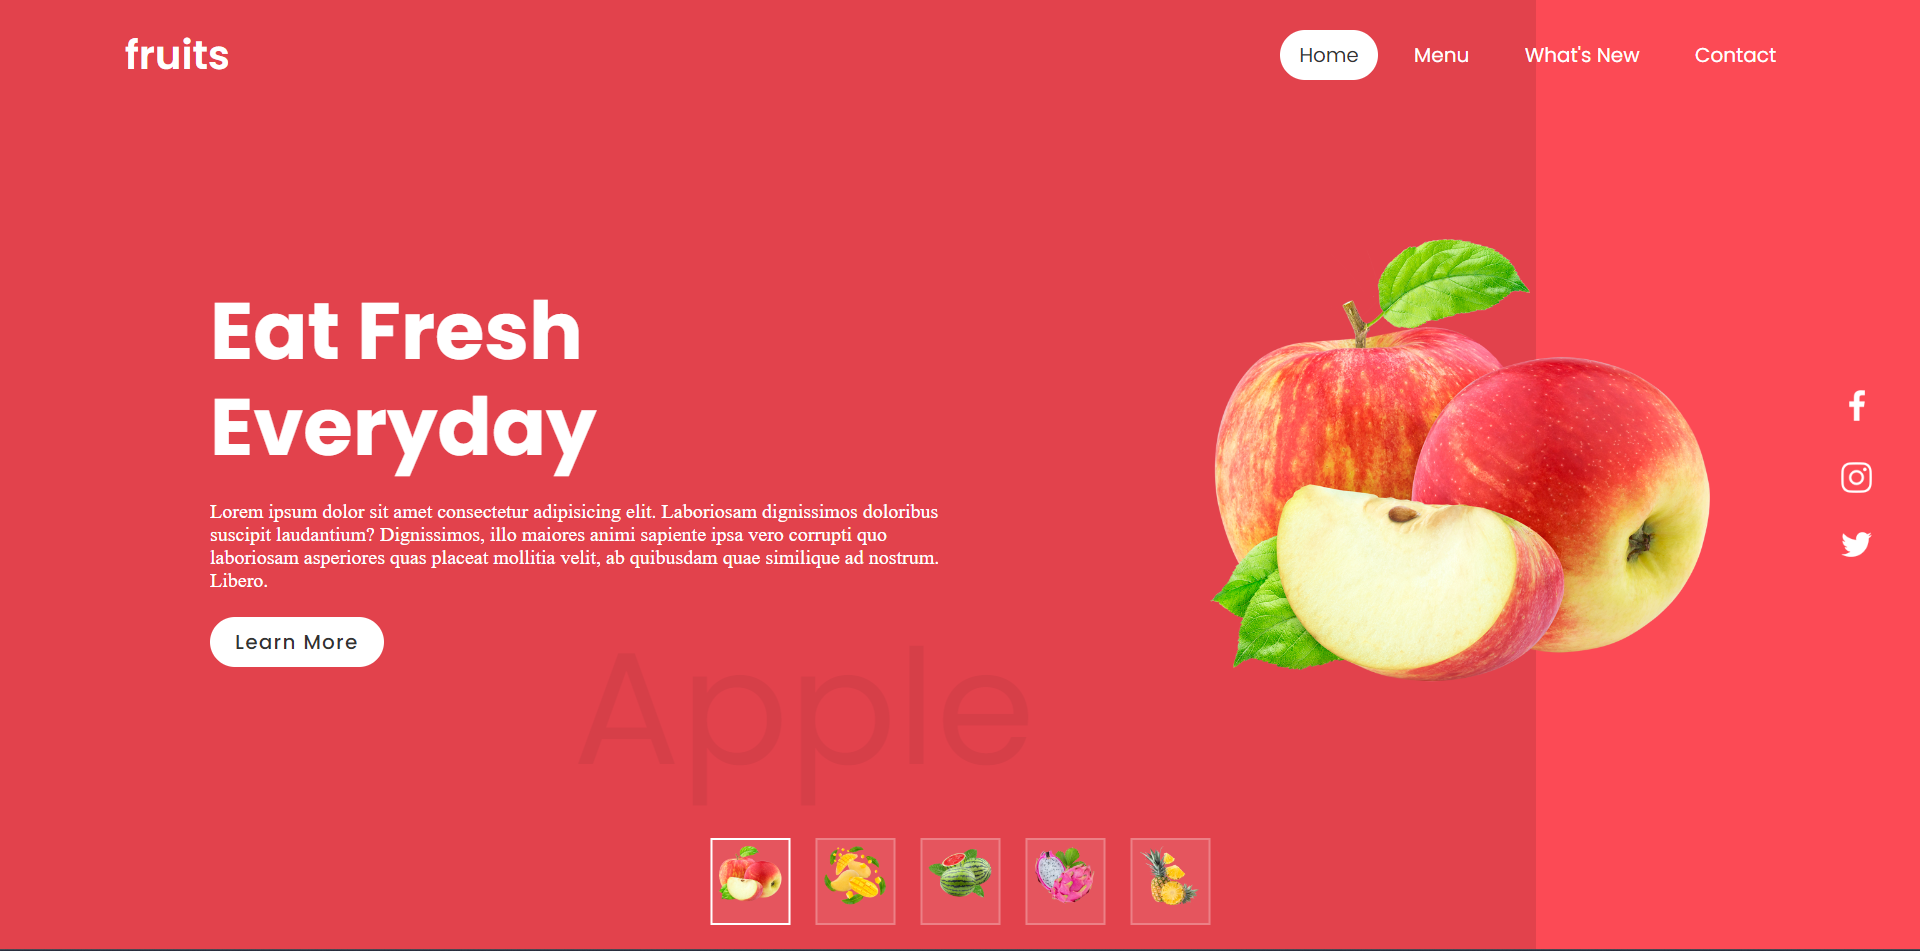 fruits
Home
Menu
What's New
Contact
Eat Fresh
Everyday
Lorem ipsum dolor sit amet consectetur adipisicing elit. Laboriosam dignissimos doloribus
suscipit laudantium? Dignissimos, illo maiores animi sapiente ipsa vero corrupti quo
laboriosam asperiores quas placeat mollitia velit, ab quibusdam quae similique ad nostrum.
Libero.
Learn More
Apple